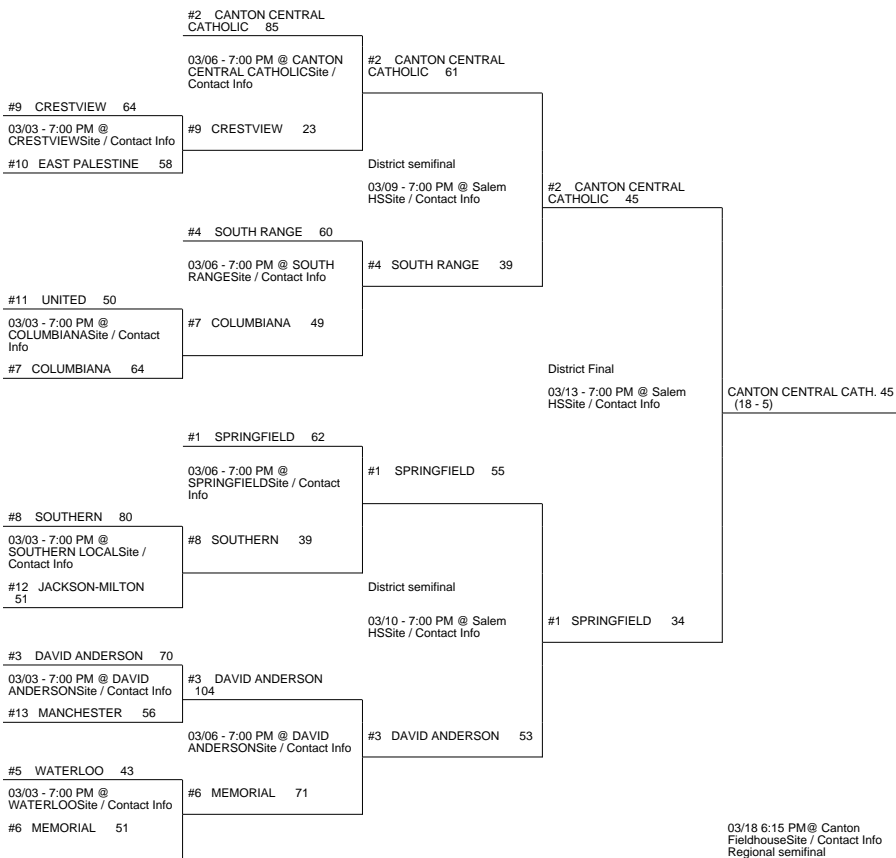 #2 CANTON CENTRAL
CATHOLIC 85
03/06 - 7:00 PM @ CANTON
CENTRAL CATHOLICSite /
Contact Info
#2 CANTON CENTRAL
CATHOLIC 61
#9 CRESTVIEW 64
03/03 - 7:00 PM @
CRESTVIEWSite / Contact Info
#10 EAST PALESTINE 58
#9 CRESTVIEW 23
District semifinal
03/09 - 7:00 PM @ Salem
HSSite / Contact Info
#2 CANTON CENTRAL
CATHOLIC 45
#4 SOUTH RANGE 60
03/06 - 7:00 PM @ SOUTH
RANGESite / Contact Info
#4 SOUTH RANGE 39
#11 UNITED 50
03/03 - 7:00 PM @
COLUMBIANASite / Contact
Info
#7 COLUMBIANA 64
#7 COLUMBIANA 49
District Final
03/13 - 7:00 PM @ Salem
HSSite / Contact Info
CANTON CENTRAL CATH. 45
(18 - 5)
#1 SPRINGFIELD 62
03/06 - 7:00 PM @
SPRINGFIELDSite / Contact
Info
#1 SPRINGFIELD 55
#8 SOUTHERN 80
03/03 - 7:00 PM @
SOUTHERN LOCALSite /
Contact Info
#12 JACKSON-MILTON
51
#8 SOUTHERN 39
District semifinal
03/10 - 7:00 PM @ Salem
HSSite / Contact Info
#1 SPRINGFIELD 34
#3 DAVID ANDERSON 70
03/03 - 7:00 PM @ DAVID
ANDERSONSite / Contact Info
#13 MANCHESTER 56
#3 DAVID ANDERSON
104
03/06 - 7:00 PM @ DAVID
ANDERSONSite / Contact Info
#3 DAVID ANDERSON 53
#5 WATERLOO 43
03/03 - 7:00 PM @
WATERLOOSite / Contact Info
#6 MEMORIAL 51
#6 MEMORIAL 71
03/18 6:15 PM@ Canton
FieldhouseSite / Contact Info
Regional semifinal